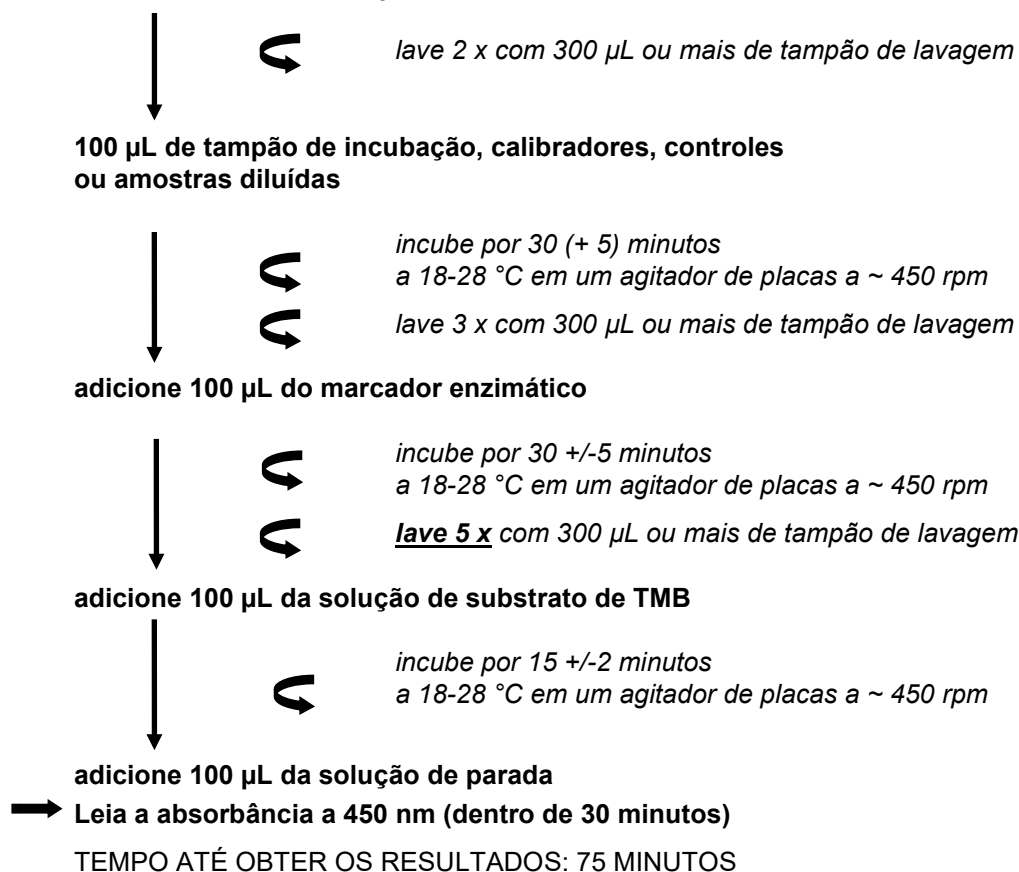 lave 2 x com 300 µL ou mais de tampão de lavagem
100 µL de tampão de incubação, calibradores, controles
ou amostras diluídas
incube por 30 (+ 5) minutos
a 18-28 °C em um agitador de placas a ~ 450 rpm
lave 3 x com 300 µL ou mais de tampão de lavagem
adicione 100 µL do marcador enzimático
incube por 30 +/-5 minutos
a 18-28 °C em um agitador de placas a ~ 450 rpm
lave 5 x com 300 µL ou mais de tampão de lavagem
adicione 100 µL da solução de substrato de TMB
incube por 15 +/-2 minutos
a 18-28 °C em um agitador de placas a ~ 450 rpm
adicione 100 µL da solução de parada
Leia a absorbância a 450 nm (dentro de 30 minutos)
TEMPO ATÉ OBTER OS RESULTADOS: 75 MINUTOS